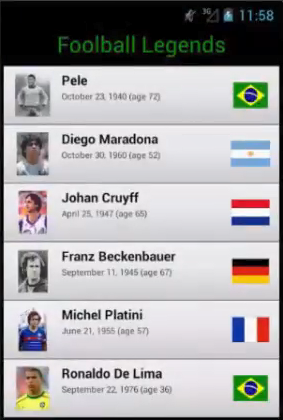 3G 11:58
Foolball Legends
Pele
October 23, 1940 (age 72)
Diego Maradona
October 30, 1960 (age 52)
Johan Cruyff
April 25, 1947 (age 65)
Franz Beckenbauer
September 11, 1945 (age 67)
Michel Platini
June 21, 1955 (age 57)
Ronaldo De Lima
September 22, 1976 (age 36)